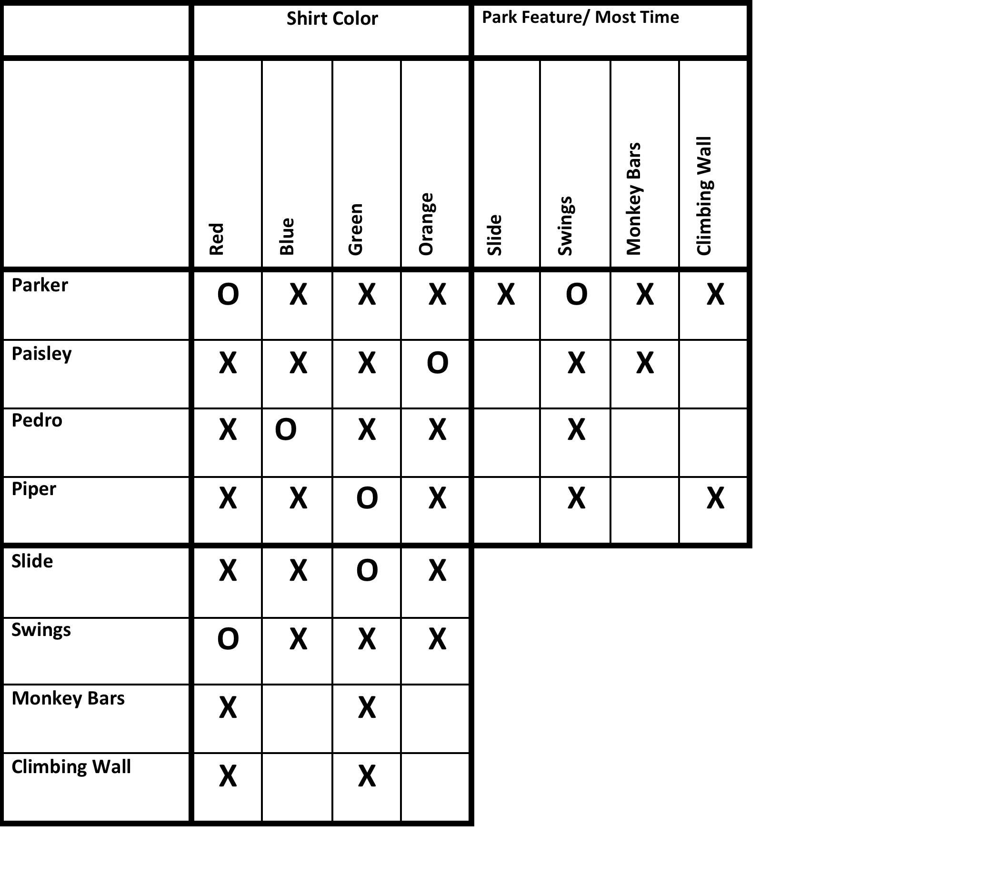 Shirt Color Park Feature/ Most Time
Red Blue Green Orange Slide Swings Monkey Bars Climbing Wall
Parker O X X X X O X X
Paisley X X X O X X
Pedro X O X X X
Piper X X O X X X
Slide X X O X
Swings O X X X
Monkey Bars X X
Climbing Wall X X